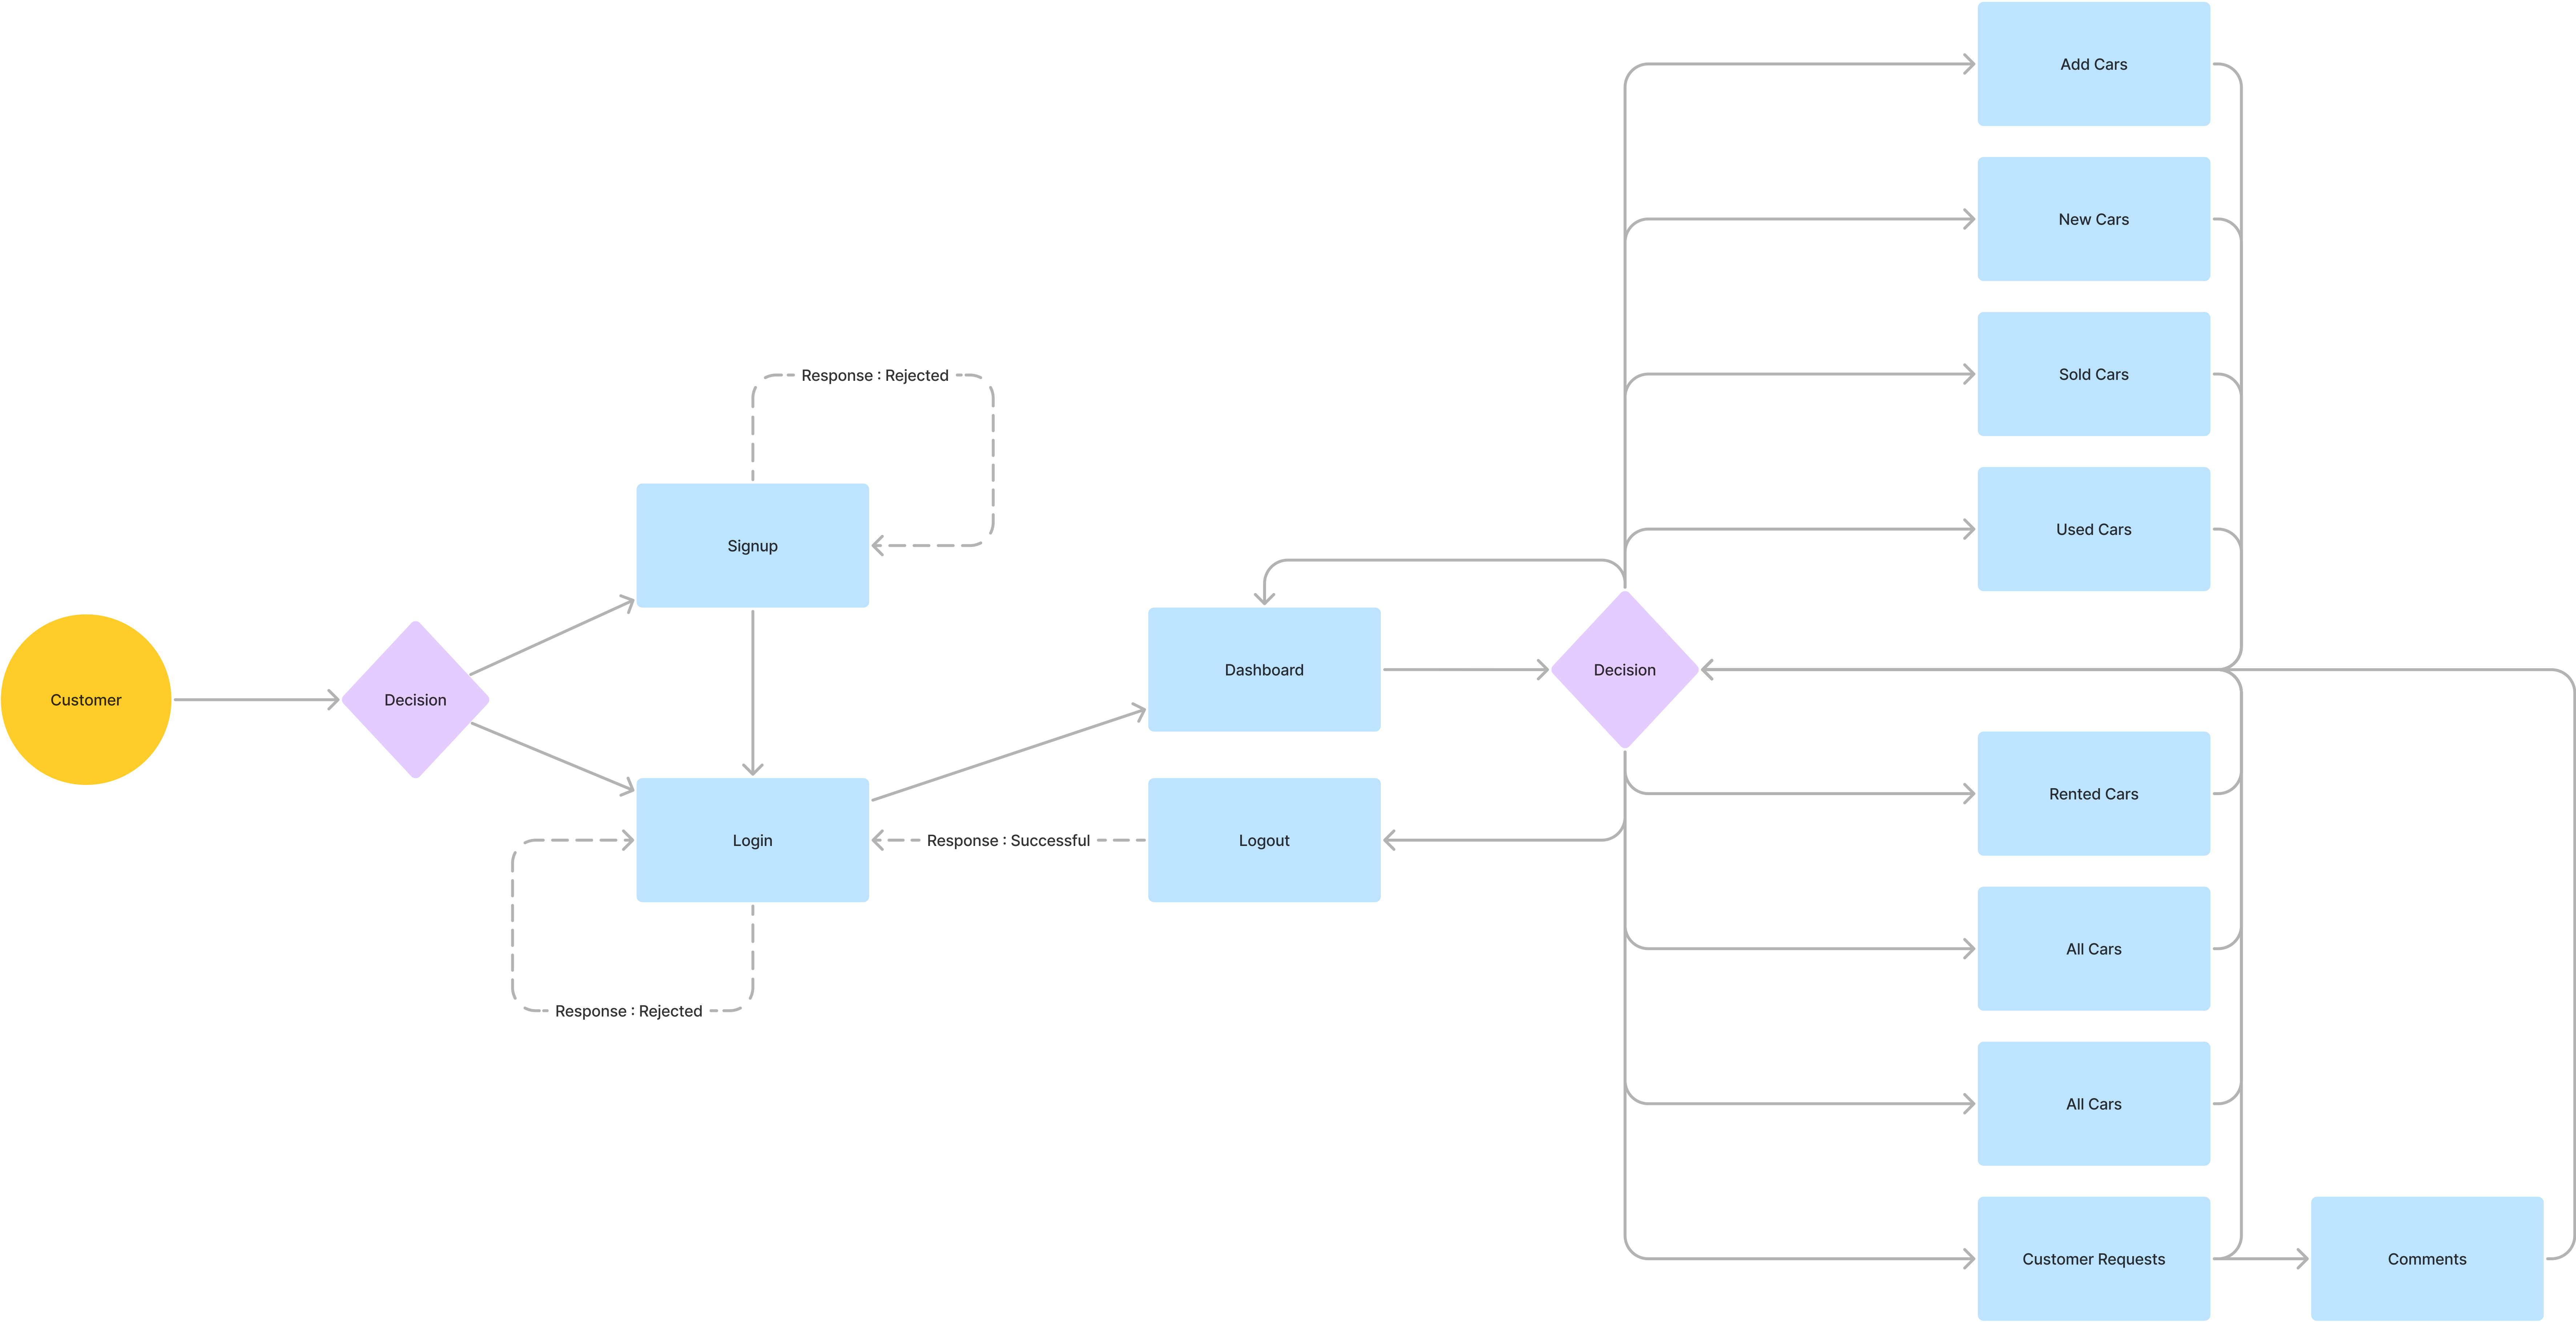 Customer
Decision
Response : Rejected
Signup
Login
Response : Rejected
Response : Successful
Dashboard
Logout
Decision
Add Cars
New Cars
Sold Cars
Used Cars
Rented Cars
All Cars
All Cars
Customer Requests
Comments